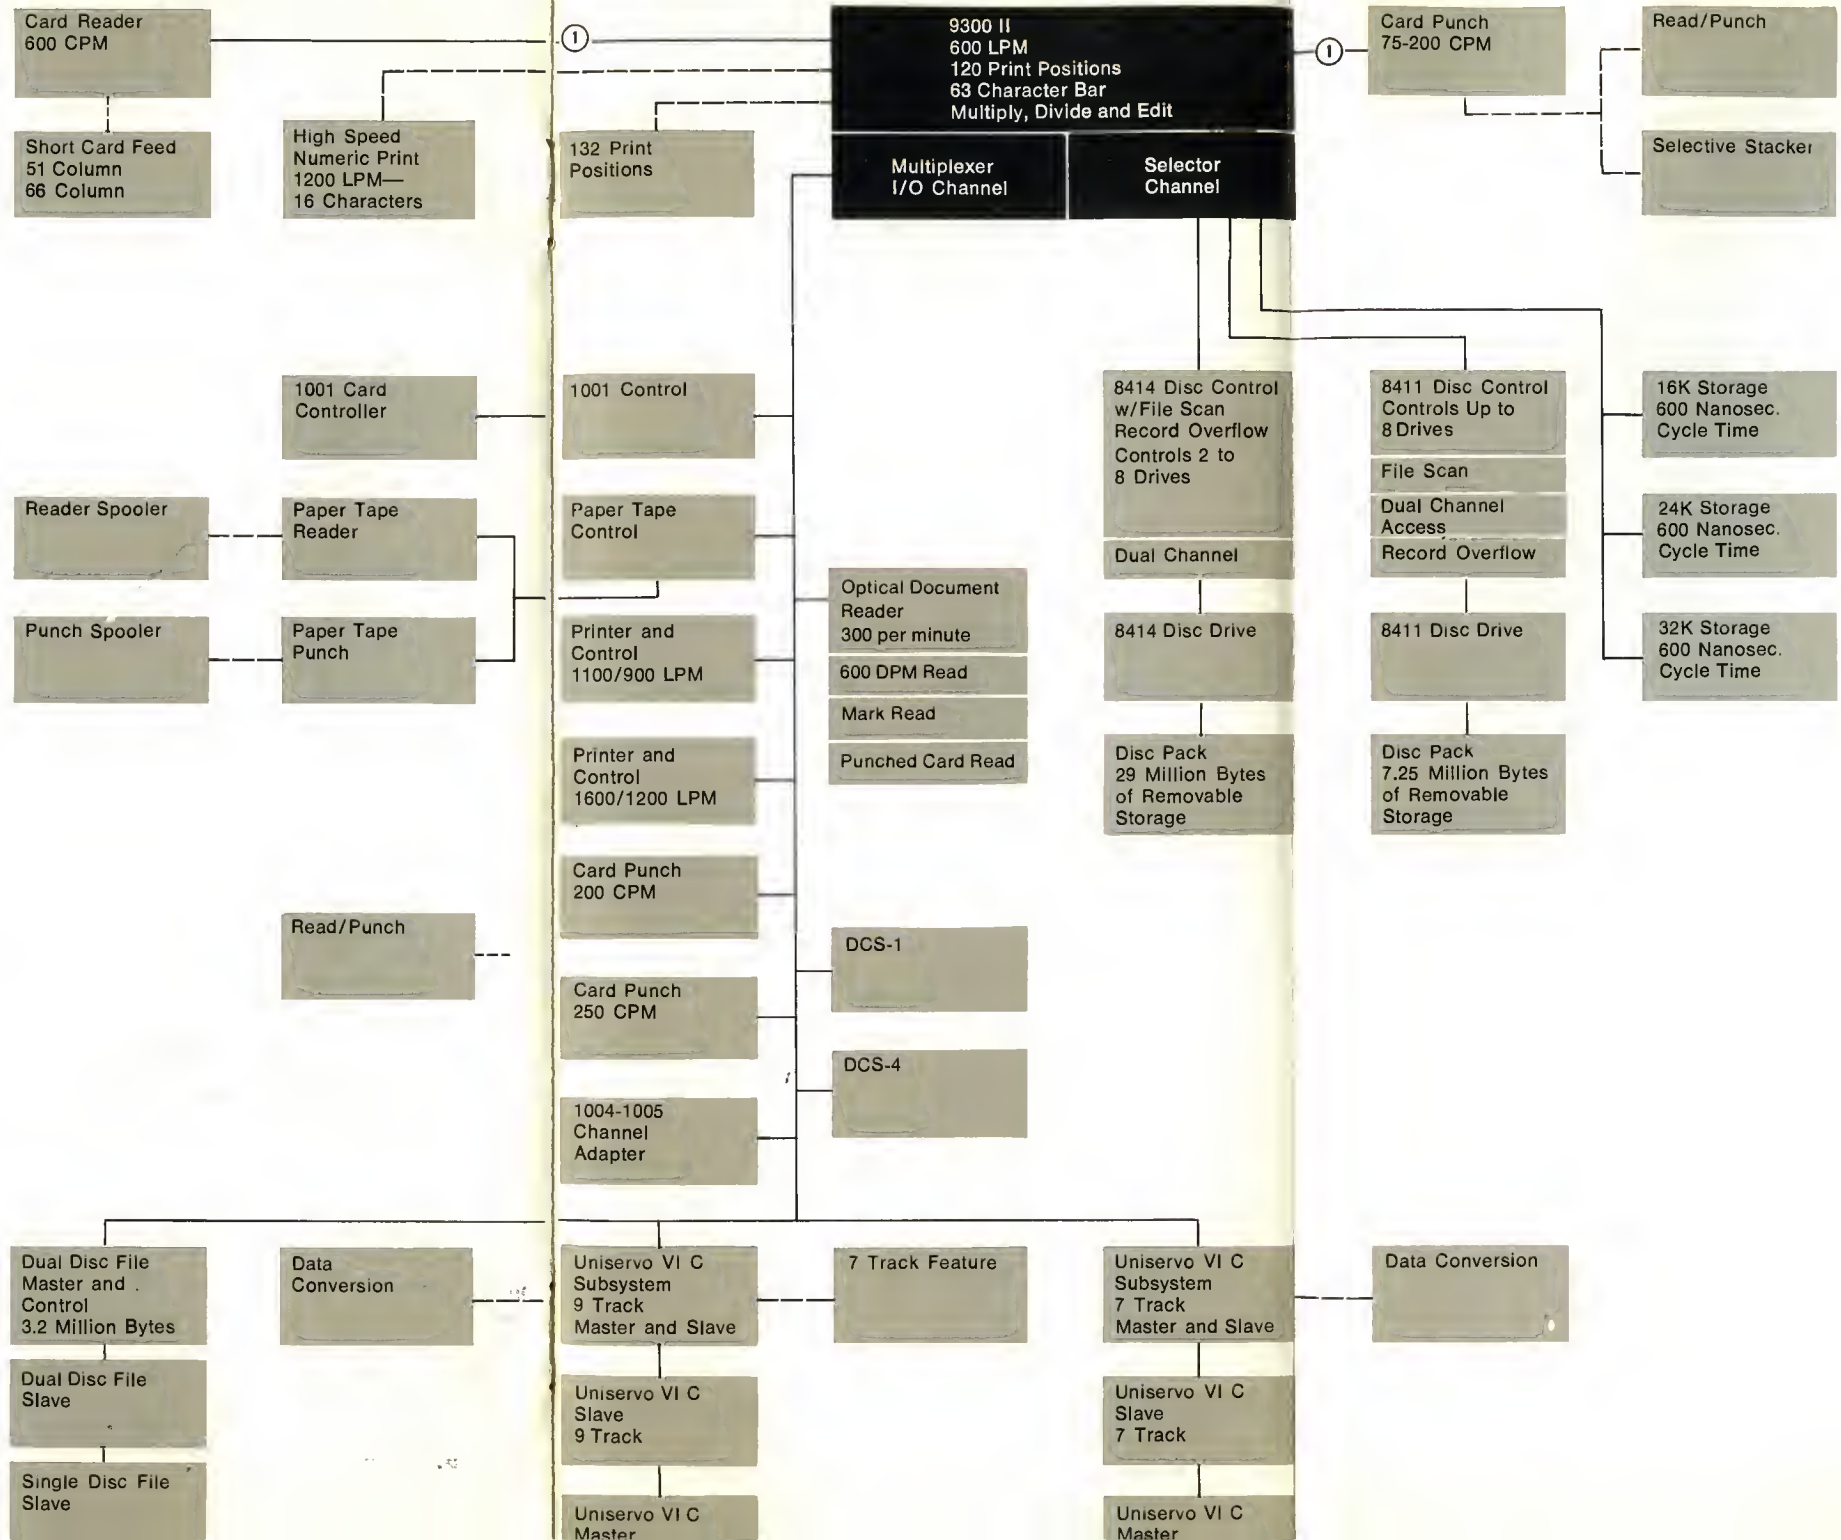 Card Reader
600 CPM
1
9300 II
600 LPM
120 Print Positions
63 Character Bar
Multiply, Divide and Edit
1
Card Punch
75-200 CPM
Read/Punch
Short Card Feed
51 Column
66 Column
High Speed
Numeric Print
1200 LPM—
16 Characters
132 Print
Positions
Multiplexer
I/O Channel
Selector
Channel
Selective Stacker
1001 Card
Controller
1001 Control
8414 Disc Control
w/File Scan
Record Overflow
Controls 2 to
8 Drives
Dual Channel
8411 Disc Control
Controls Up to
8 Drives
File Scan
Dual Channel
Access
Record Overflow
16K Storage
600 Nanosec.
Cycle Time
Reader Spooler
Paper Tape
Reader
Paper Tape
Control
24K Storage
600 Nanosec.
Cycle Time
Optical Document
Reader
300 per minute
600 DPM Read
Mark Read
Punched Card Read
Punch Spooler
Paper Tape
Punch
Printer and
Control
1100/900 LPM
8414 Disc Drive
8411 Disc Drive
32K Storage
600 Nanosec.
Cycle Time
Printer and
Control
1600/1200 LPM
Disc Pack
29 Million Bytes
of Removable
Storage
Disc Pack
7.25 Million Bytes
of Removable
Storage
Card Punch
200 CPM
Read/Punch
DCS-1
Card Punch
250 CPM
DCS-4
1004-1005
Channel
Adapter
Dual Disc File
Master and
Control
3.2 Million Bytes
Data
Conversion
Uniservo VI C
Subsystem
9 Track
Master and Slave
7 Track Feature
Uniservo VI C
Subsystem
7 Track
Master and Slave
Data Conversion
Dual Disc File
Slave
Uniservo VI C
Slave
9 Track
Uniservo VI C
Slave
7 Track
Single Disc File
Slave
Uniservo VI C
Master
Uniservo VI C
Master